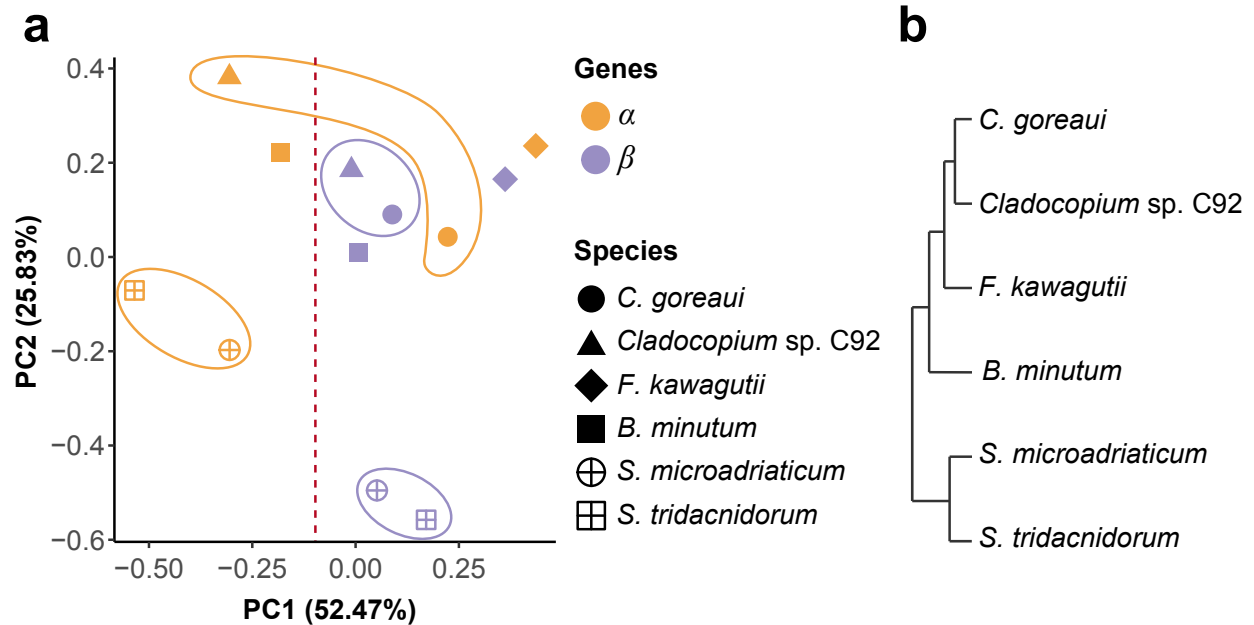 a
0.4
0.2
0.0
−0.2
−0.4
−0.6
PC2 (25.83%)
−0.50 −0.25 0.00 0.25
PC1 (52.47%)
Genes
α
β
Species
C. goreaui
Cladocopium sp. C92
F. kawagutii
B. minutum
S. microadriaticum
S. tridacnidorum
b
C. goreaui
Cladocopium sp. C92
F. kawagutii
B. minutum
S. microadriaticum
S. tridacnidorum